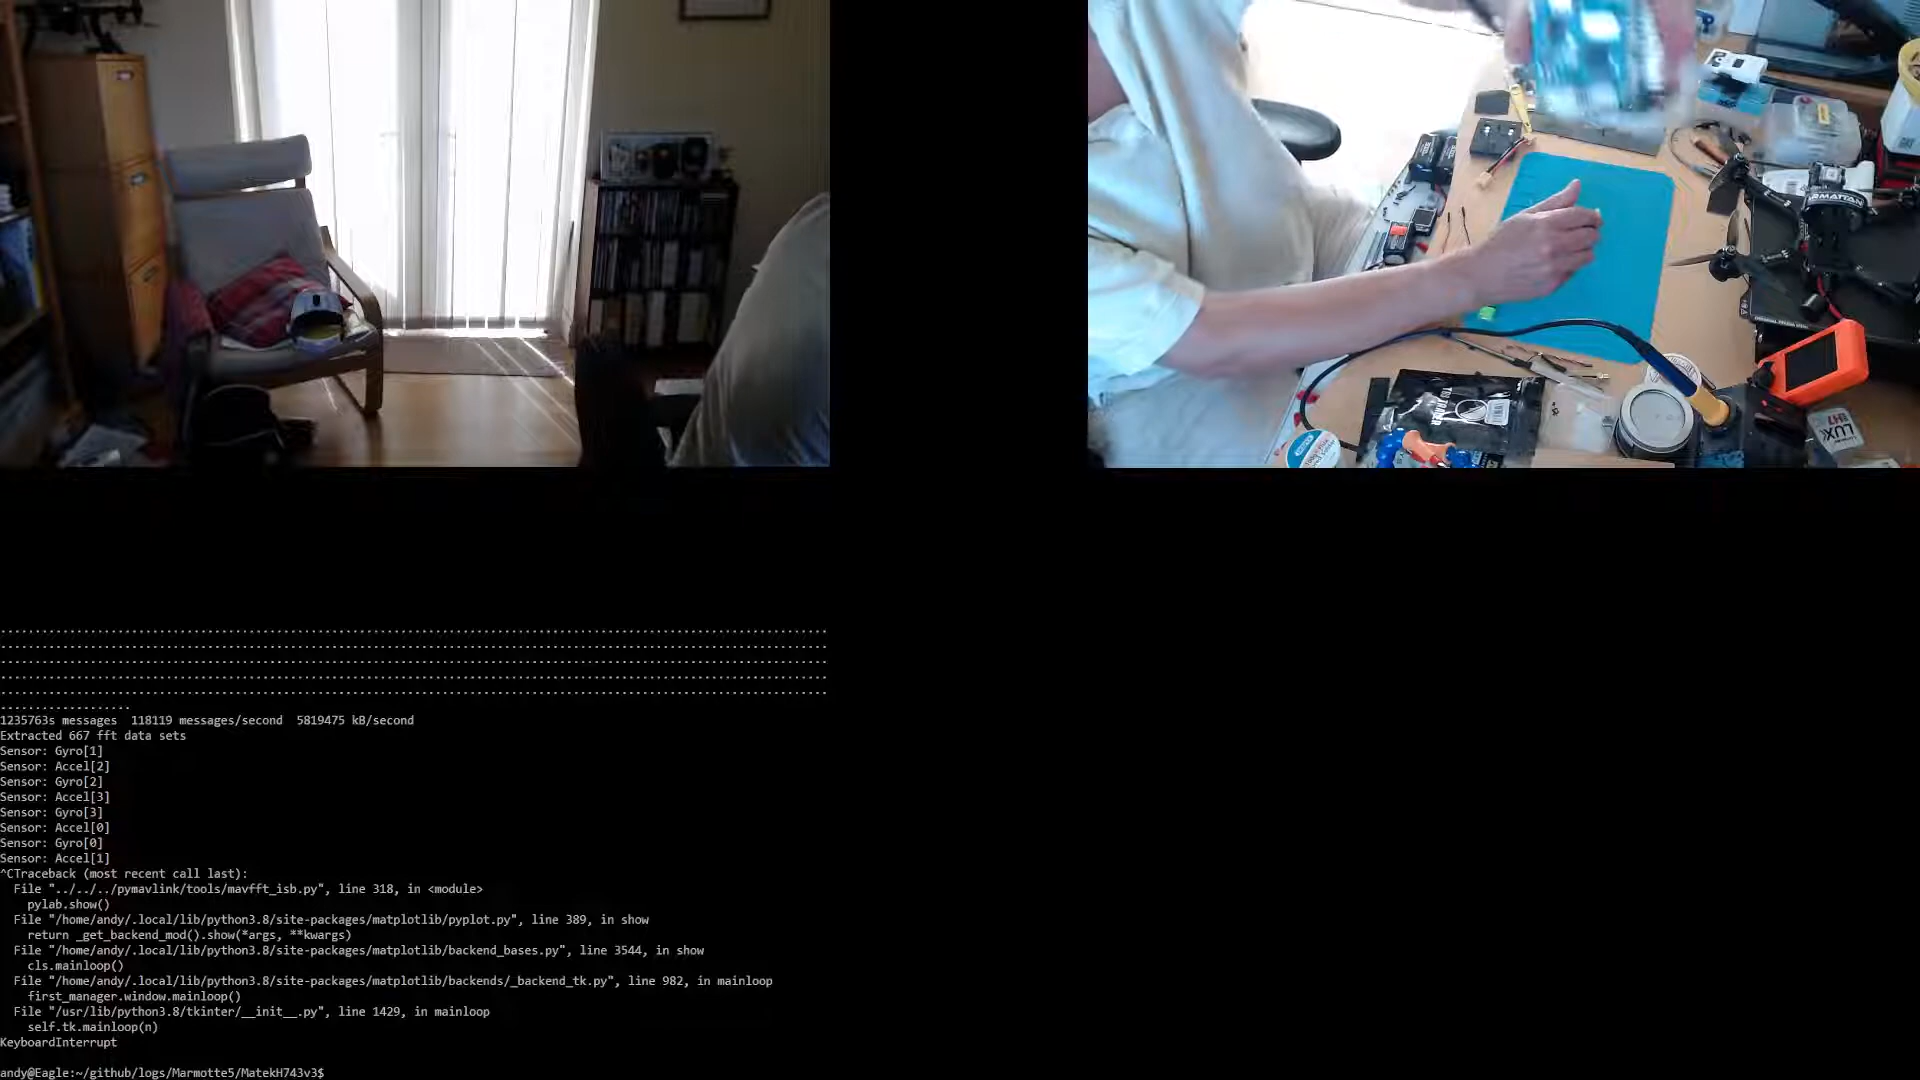 ARMATTAN
LUX
................................................................................................................................
................................................................................................................................
................................................................................................................................
................................................................................................................................
................................................................................................................................
...................
1235763s messages  118119 messages/second  5819475 kB/second
Extracted 667 fft data sets
Sensor: Gyro[1]
Sensor: Accel[2]
Sensor: Gyro[2]
Sensor: Accel[3]
Sensor: Gyro[3]
Sensor: Accel[0]
Sensor: Gyro[0]
Sensor: Accel[1]
^CTraceback (most recent call last):
  File "../../../pymavlink/tools/mavfft_isb.py", line 318, in <module>
    pylab.show()
  File "/home/andy/.local/lib/python3.8/site-packages/matplotlib/pyplot.py", line 389, in show
    return _get_backend_mod().show(*args, **kwargs)
  File "/home/andy/.local/lib/python3.8/site-packages/matplotlib/backend_bases.py", line 3544, in show
    cls.mainloop()
  File "/home/andy/.local/lib/python3.8/site-packages/matplotlib/backends/_backend_tk.py", line 982, in mainloop
    first_manager.window.mainloop()
  File "/usr/lib/python3.8/tkinter/__init__.py", line 1429, in mainloop
    self.tk.mainloop(n)
KeyboardInterrupt
andy@Eagle:~/github/logs/Marmotte5/MatekH743v3$